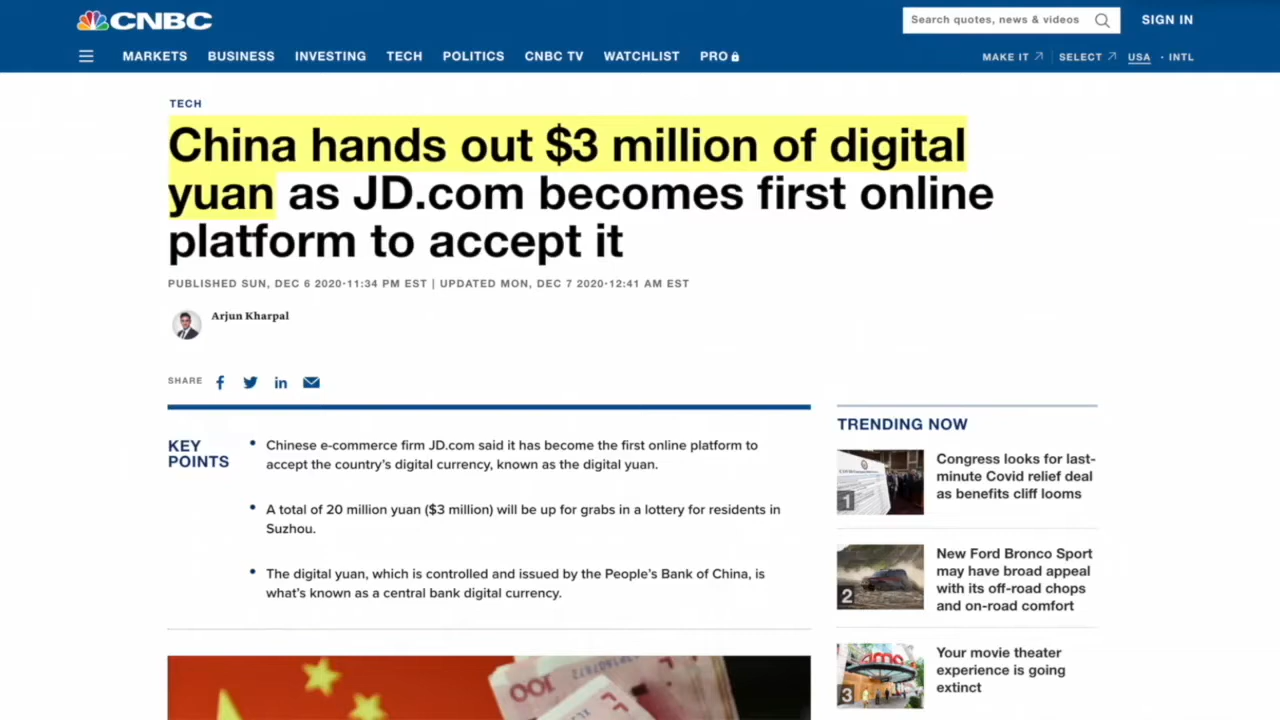 CNBC
Search quotes, news & videos
SIGN IN
MARKETS BUSINESS INVESTING TECH POLITICS CNBC TV WATCHLIST PRO
MAKE IT SELECT USA · INTL
TECH
China hands out $3 million of digital
yuan as JD.com becomes first online
platform to accept it
PUBLISHED SUN, DEC 6 2020·11:34 PM EST | UPDATED MON, DEC 7 2020·12:41 AM EST
Arjun Kharpal
SHARE
KEY
POINTS
• Chinese e-commerce firm JD.com said it has become the first online platform to
accept the country's digital currency, known as the digital yuan.
• A total of 20 million yuan ($3 million) will be up for grabs in a lottery for residents in
Suzhou.
• The digital yuan, which is controlled and issued by the People's Bank of China, is
what's known as a central bank digital currency.
100
TRENDING NOW
1
Congress looks for last-
minute Covid relief deal
as benefits cliff looms
2
New Ford Bronco Sport
may have broad appeal
with its off-road chops
and on-road comfort
amc
3
Your movie theater
experience is going
extinct